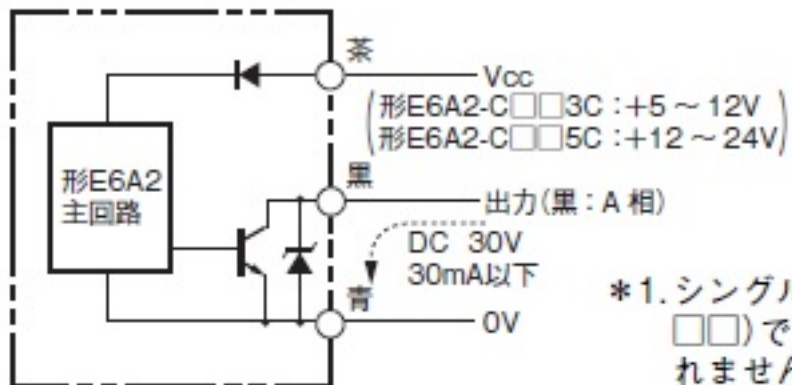 茶
Vcc
(形E6A2-C□□3C:+5～12V
形E6A2-C□□5C:+12～24V)
形E6A2
主回路
黒
出力(黒:A 相)
DC 30V
30mA以下
青
0V
*1.シングル
□□)で
れません